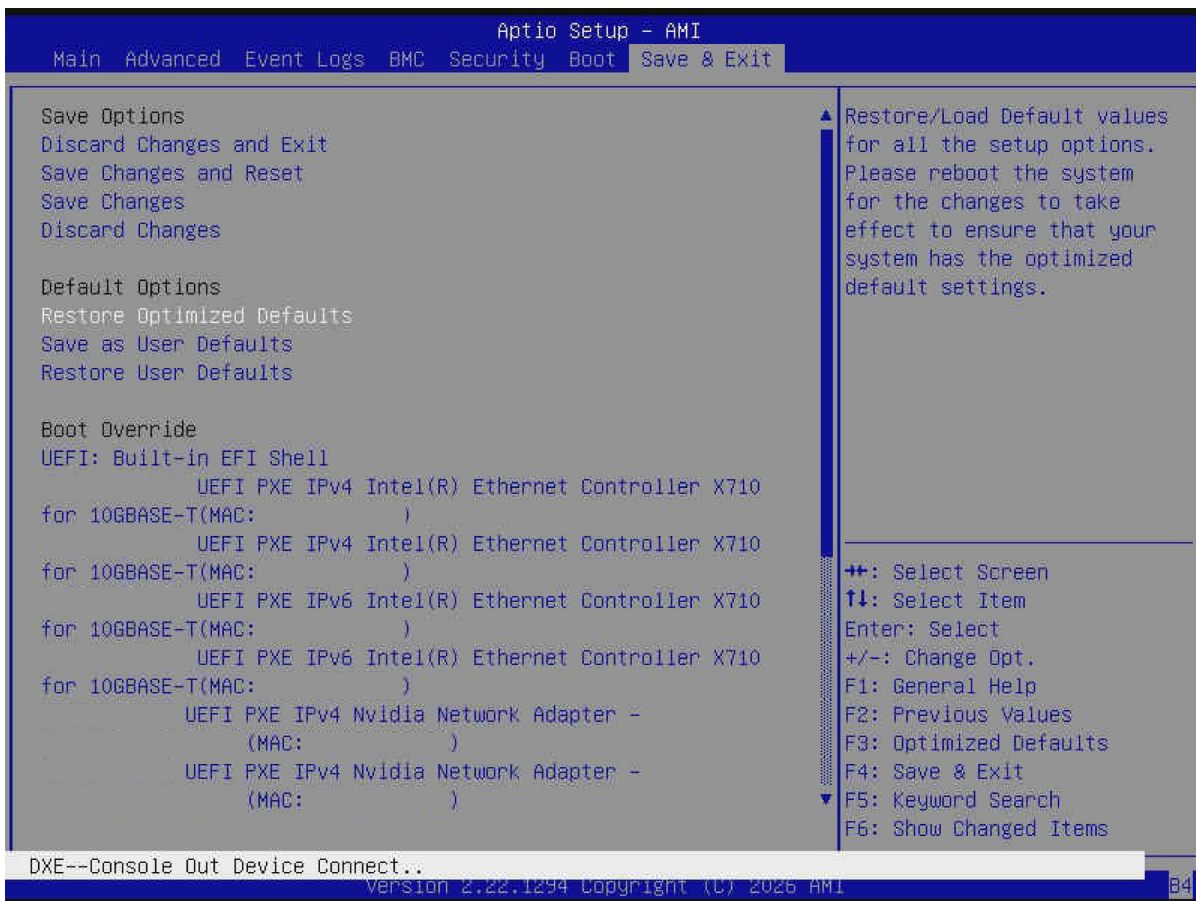 Aptio Setup – AMI
Main Advanced Event Logs BMC Security Boot Save & Exit
Save Options
Discard Changes and Exit
Save Changes and Reset
Save Changes
Discard Changes
Default Options
Restore Optimized Defaults
Save as User Defaults
Restore User Defaults
Boot Override
UEFI: Built-in EFI Shell
UEFI PXE IPv4 Intel(R) Ethernet Controller X710
for 10GBASE-T(MAC: )
UEFI PXE IPv4 Intel(R) Ethernet Controller X710
for 10GBASE-T(MAC: )
UEFI PXE IPv6 Intel(R) Ethernet Controller X710
for 10GBASE-T(MAC: )
UEFI PXE IPv6 Intel(R) Ethernet Controller X710
for 10GBASE-T(MAC: )
UEFI PXE IPv4 Nvidia Network Adapter –
(MAC: )
UEFI PXE IPv4 Nvidia Network Adapter –
(MAC: )
Restore/Load Default values
for all the setup options.
Please reboot the system
for the changes to take
effect to ensure that your
system has the optimized
default settings.
→←: Select Screen
↑↓: Select Item
Enter: Select
+/-: Change Opt.
F1: General Help
F2: Previous Values
F3: Optimized Defaults
F4: Save & Exit
F5: Keyword Search
F6: Show Changed Items
DXE--Console Out Device Connect..
Version 2.22.1294 Copyright (C) 2026 AMI
B4